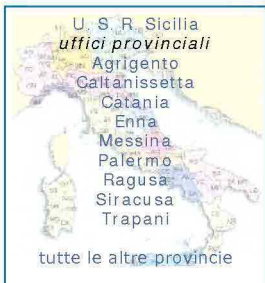 U. S. R. Sicilia
uffici provinciali
Agrigento
Caltanissetta
Catania
Enna
Messina
Palermo
Ragusa
Siracusa
Trapani
tutte le altre provincie